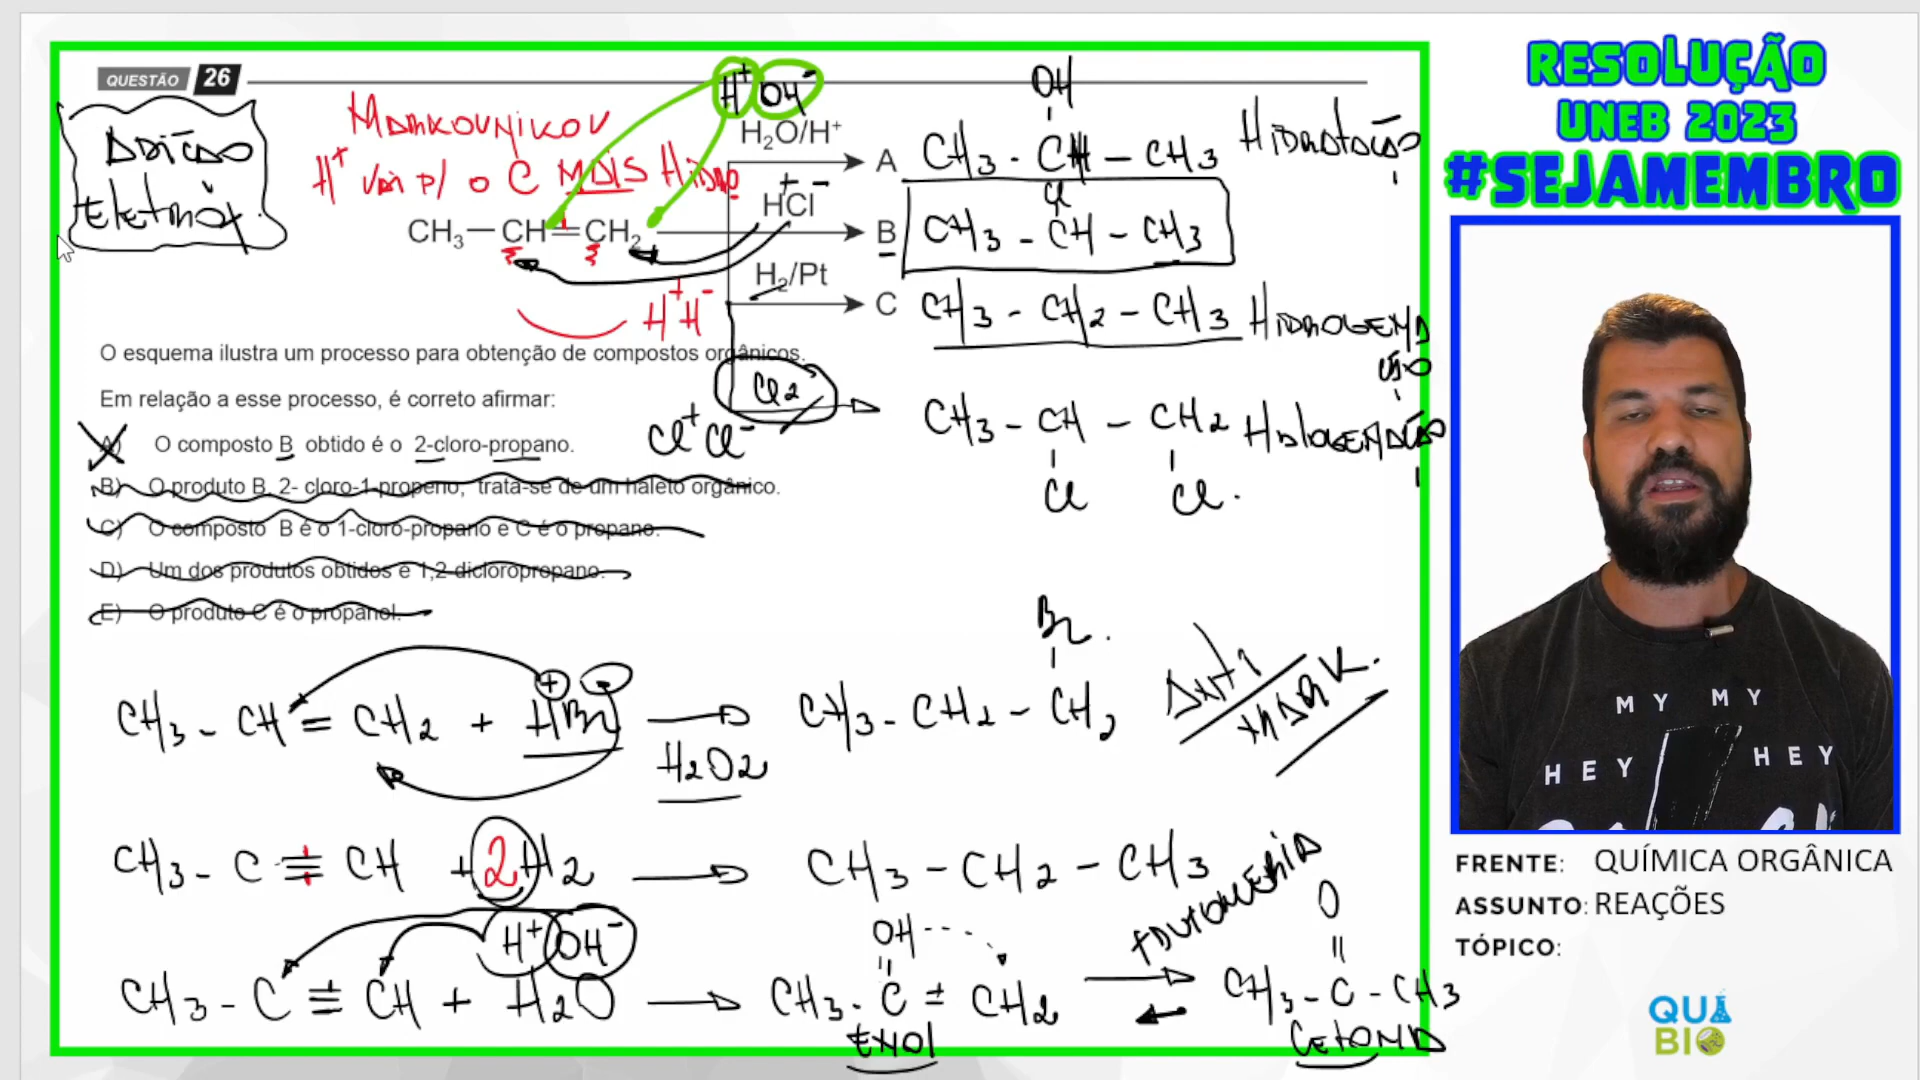 QUESTÃO 26
ADIÇÃO
MARKOVNIKOV
H⁺ vai p/ o C MAIS HIDRO
H⁺ OH⁻
H₂O/H⁺
A CH3 - CH - CH3
OH
HIDRATAÇÃO
CH₃—CH=CH₂
HCl
+ -
B CH3 - CH - CH3
Cl
H₂/Pt
H⁺H⁻
C CH3 - CH2 - CH3
Cl2
Cl⁺ Cl⁻
CH3 - CH - CH2
Cl Cl
O esquema ilustra um processo para obtenção de compostos orgânicos.
Em relação a esse processo, é correto afirmar:
A) O composto B obtido é o 2-cloro-propano.
B) O produto B, 2- cloro-1-propeno, trata-se de um haleto orgânico.
C) O composto B é o 1-cloro-propano e C é o propano.
D) Um dos produtos obtidos é 1,2-dicloropropano.
E) O produto C é o propanol.
CH3 - CH = CH2 + HBr
+ -
H2O2
CH3 - CH2 - CH2
Br
CH3 - C ≡ CH + 2H2 CH3 - CH2 - CH3
H⁺ OH⁻
CH3 - C ≡ CH + H2O CH3 - C = CH2
OH
ENOL
TAUTOMERIA
O
CH3 - C - CH3
CETONA
RESOLUÇÃO
UNEB 2023
#SEJAMEMBRO
MY MY
HEY HEY
FRENTE: QUÍMICA ORGÂNICA
ASSUNTO: REAÇÕES
TÓPICO:
QUI
BIO